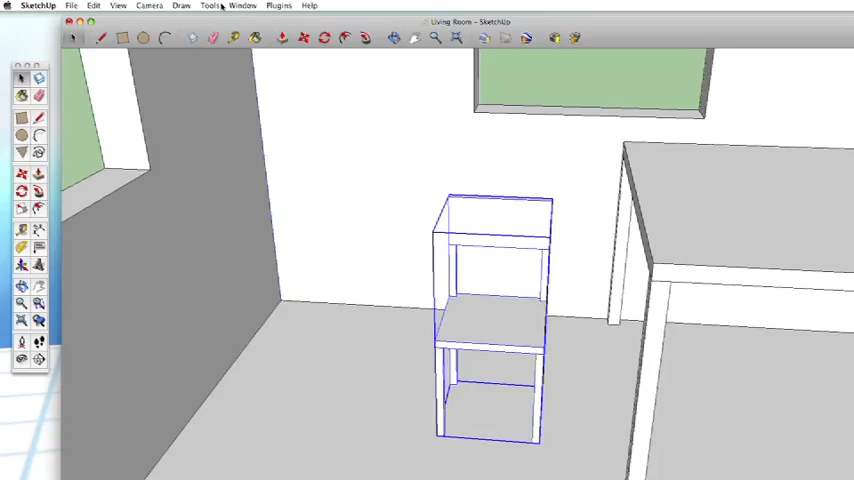 SketchUp File Edit View Camera Draw Tools Window Plugins Help
Living Room – SketchUp